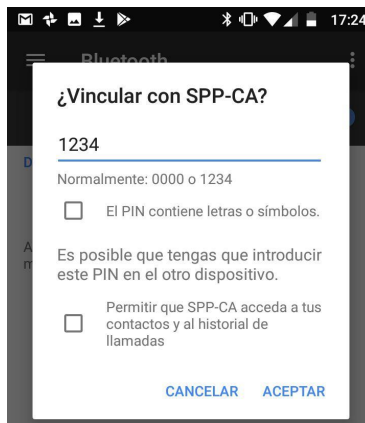 17:24
Bluetooth
¿Vincular con SPP-CA?
1234
Normalmente: 0000 o 1234
El PIN contiene letras o símbolos.
Es posible que tengas que introducir
este PIN en el otro dispositivo.
Permitir que SPP-CA acceda a tus
contactos y al historial de
llamadas
CANCELAR ACEPTAR